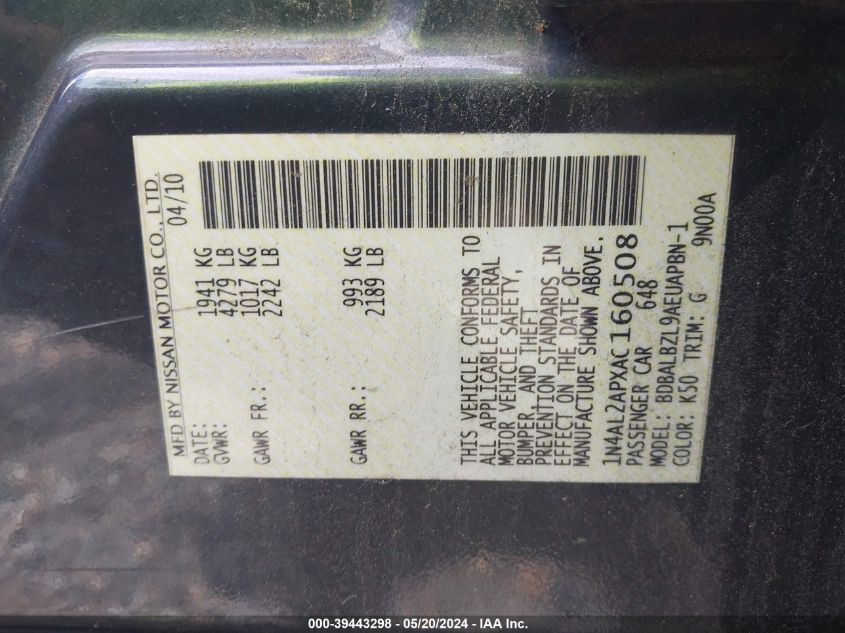 MFD BY NISSAN MOTOR CO., LTD.
DATE: 04/10
GVWR: 1941 KG
4279 LB
GAWR FR.: 1017 KG
2242 LB
GAWR RR.: 993 KG
2189 LB
THIS VEHICLE CONFORMS TO
ALL APPLICABLE FEDERAL
MOTOR VEHICLE SAFETY,
BUMPER, AND THEFT
PREVENTION STANDARDS IN
EFFECT ON THE DATE OF
MANUFACTURE SHOWN ABOVE.
1N4AL2APXAC160508
PASSENGER CAR 648
MODEL: BDBALBZL9AEUAPBN-1
COLOR: K50 TRIM: G 9N00A
000-39443298 - 05/20/2024 - IAA Inc.